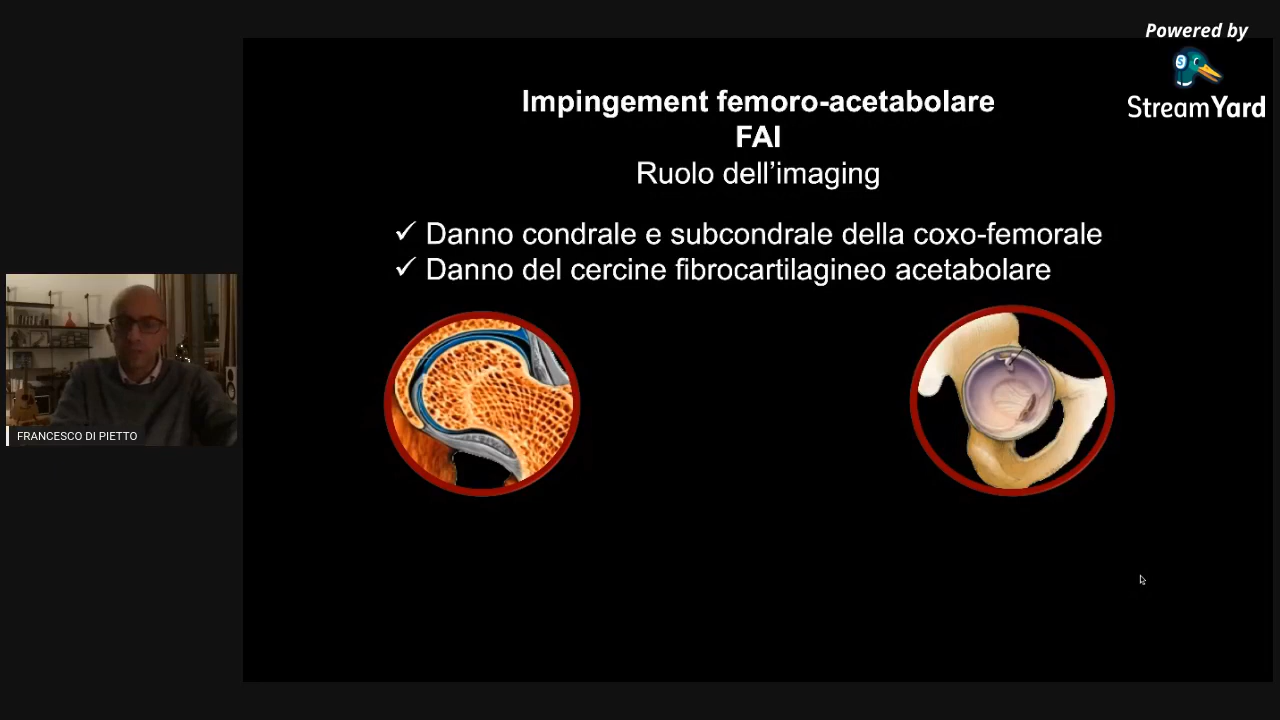 Powered by
StreamYard
Impingement femoro-acetabolare
FAI
Ruolo dell’imaging
✓ Danno condrale e subcondrale della coxo-femorale
✓ Danno del cercine fibrocartilagineo acetabolare
FRANCESCO DI PIETTO